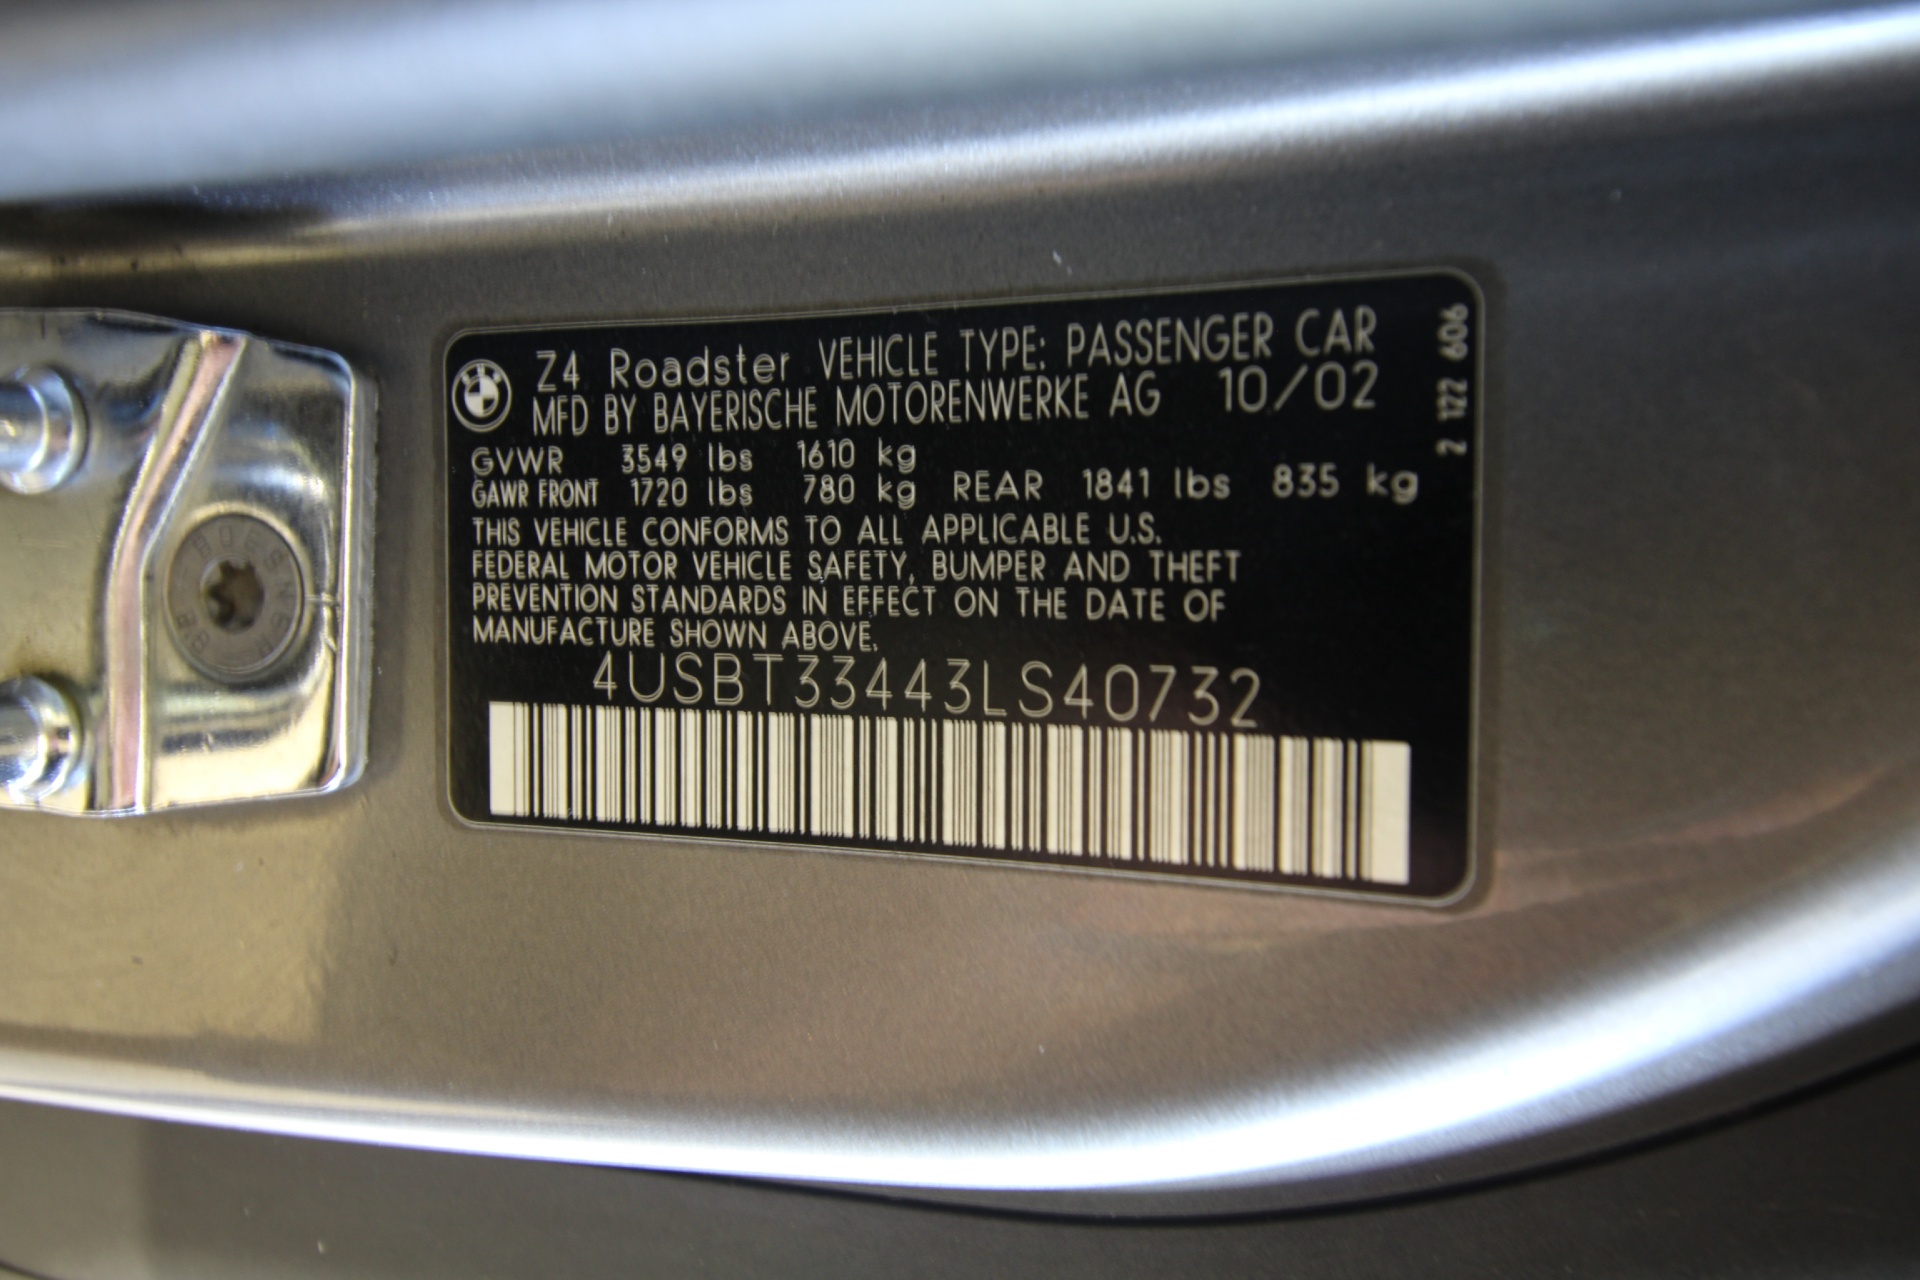 Z4 Roadster VEHICLE TYPE: PASSENGER CAR
MFD BY BAYERISCHE MOTORENWERKE AG 10/02
GVWR 3549 lbs 1610 kg
GAWR FRONT 1720 lbs 780 kg REAR 1841 lbs 835 kg
THIS VEHICLE CONFORMS TO ALL APPLICABLE U.S.
FEDERAL MOTOR VEHICLE SAFETY, BUMPER AND THEFT
PREVENTION STANDARDS IN EFFECT ON THE DATE OF
MANUFACTURE SHOWN ABOVE.
4USBT33443LS40732
2 122 606